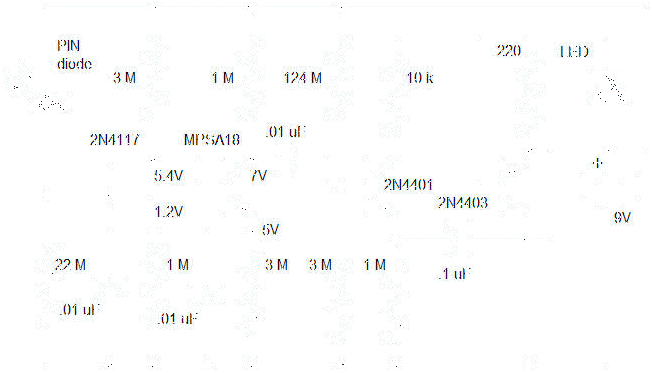 PIN
diode
220
LED
3 M
1 M
124 M
10 k
.01 uF
2N4117
MPSA18
5.4V
7V
2N4401
2N4403
1.2V
9V
5V
22 M
1 M
3 M
3 M
1 M
.1 uF
.01 uF
.01 uF